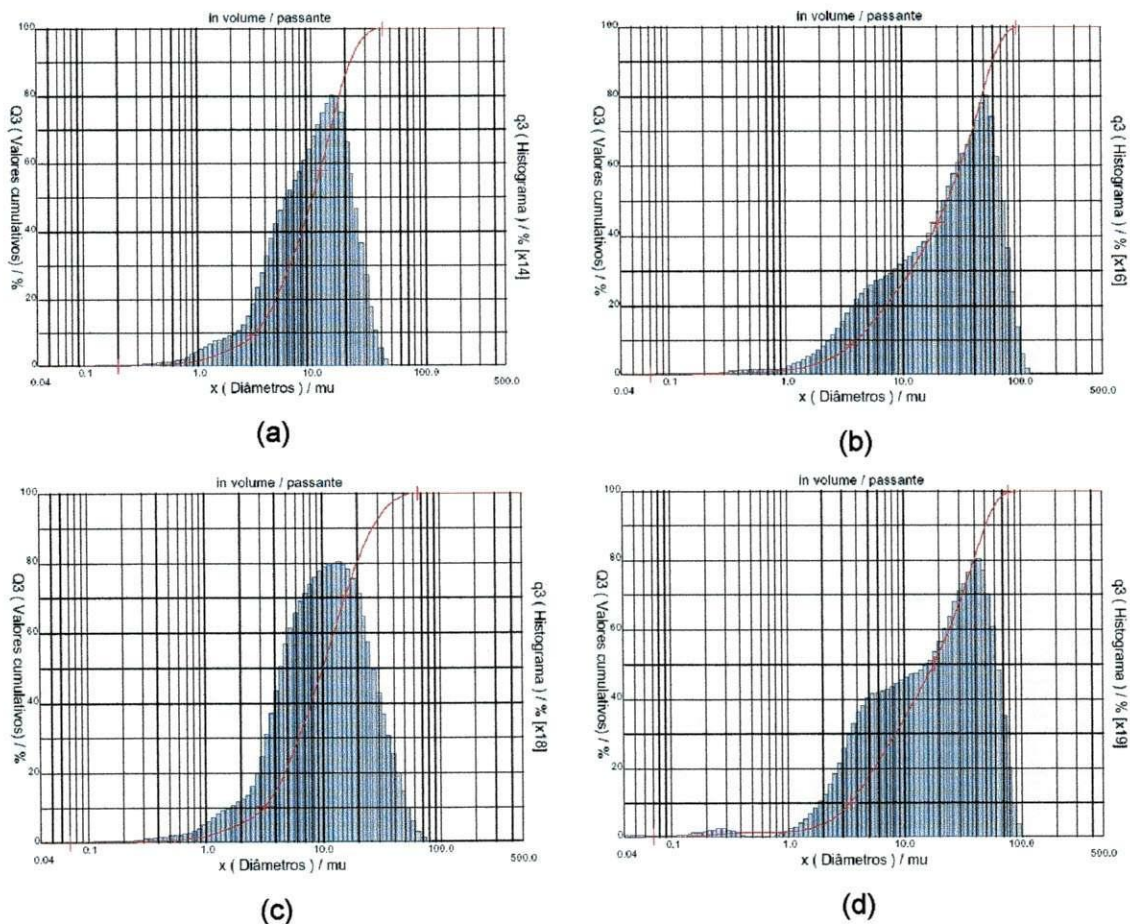 in volume / passante
Q3 ( Valores cumulativos) / %
100
80
60
40
20
0
0.04 0.1 1.0 10.0 100.0 500.0
x ( Diâmetros ) / mu
q3 ( Histograma ) / % [x14]
(a)
in volume / passante
Q3 ( Valores cumulativos) / %
100
80
60
40
20
0
0.04 0.1 1.0 10.0 100.0 500.0
x ( Diâmetros ) / mu
q3 ( Histograma ) / % [x16]
(b)
in volume / passante
Q3 ( Valores cumulativos) / %
100
80
60
40
20
0
0.04 0.1 1.0 10.0 100.0 500.0
x ( Diâmetros ) / mu
q3 ( Histograma ) / % [x18]
(c)
in volume / passante
Q3 ( Valores cumulativos) / %
100
80
60
40
20
0
0.04 0.1 1.0 10.0 100.0 500.0
x ( Diâmetros ) / mu
q3 ( Histograma ) / % [x19]
(d)